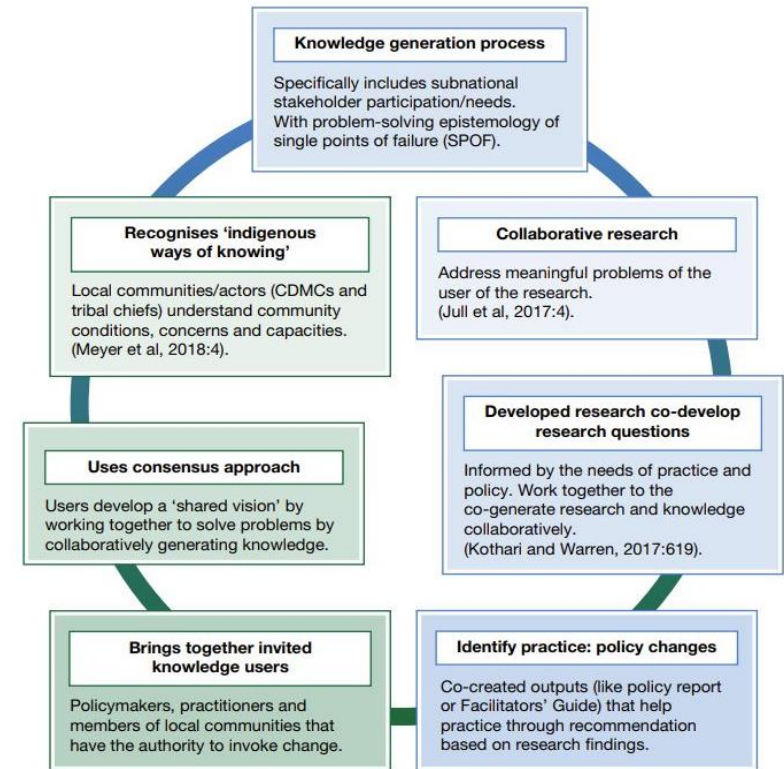 Knowledge generation process
Specifically includes subnational
stakeholder participation/needs.
With problem-solving epistemology of
single points of failure (SPOF).
Collaborative research
Address meaningful problems of the
user of the research.
(Jull et al, 2017:4).
Developed research co-develop
research questions
Informed by the needs of practice and
policy. Work together to the
co-generate research and knowledge
collaboratively.
(Kothari and Warren, 2017:619).
Identify practice: policy changes
Co-created outputs (like policy report
or Facilitators’ Guide) that help
practice through recommendation
based on research findings.
Brings together invited
knowledge users
Policymakers, practitioners and
members of local communities that
have the authority to invoke change.
Uses consensus approach
Users develop a ‘shared vision’ by
working together to solve problems by
collaboratively generating knowledge.
Recognises ‘indigenous
ways of knowing’
Local communities/actors (CDMCs and
tribal chiefs) understand community
conditions, concerns and capacities.
(Meyer et al, 2018:4).